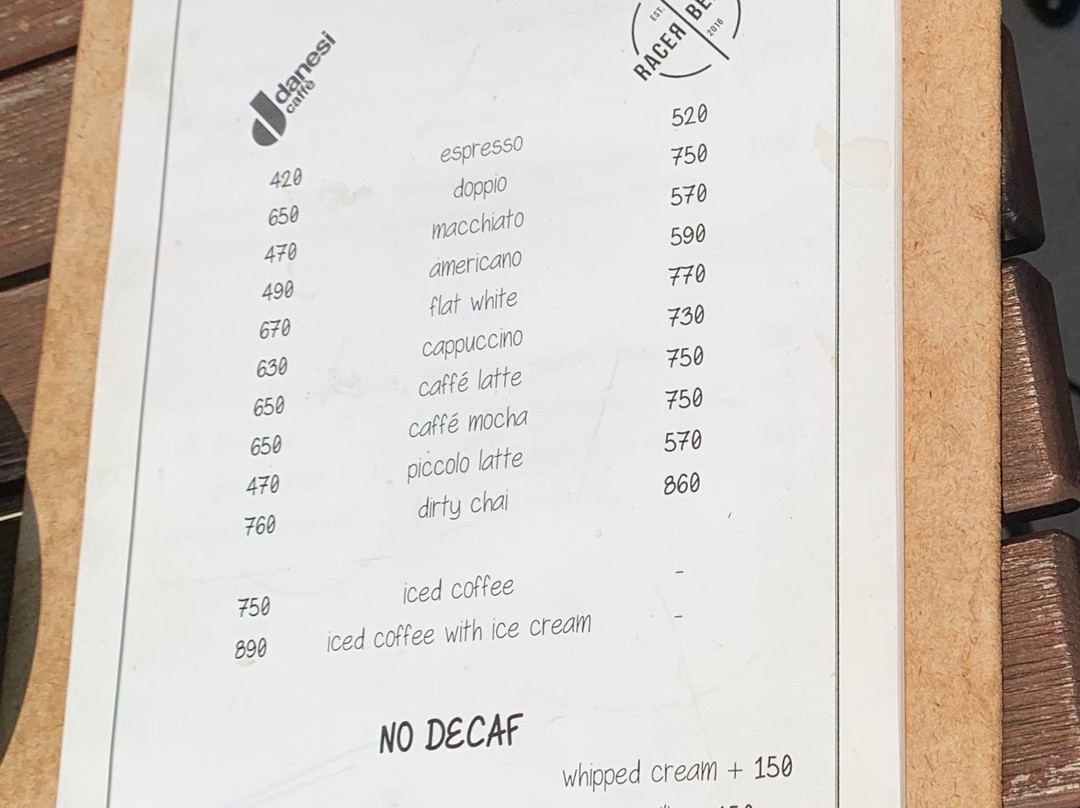 danesi
caffè
EST.
2016
RACER
420 espresso 520
650 doppio 750
470 macchiato 570
490 americano 590
670 flat white 770
630 cappuccino 730
650 caffé latte 750
650 caffé mocha 750
470 piccolo latte 570
760 dirty chai 860
750 iced coffee -
890 iced coffee with ice cream -
NO DECAF
whipped cream + 150